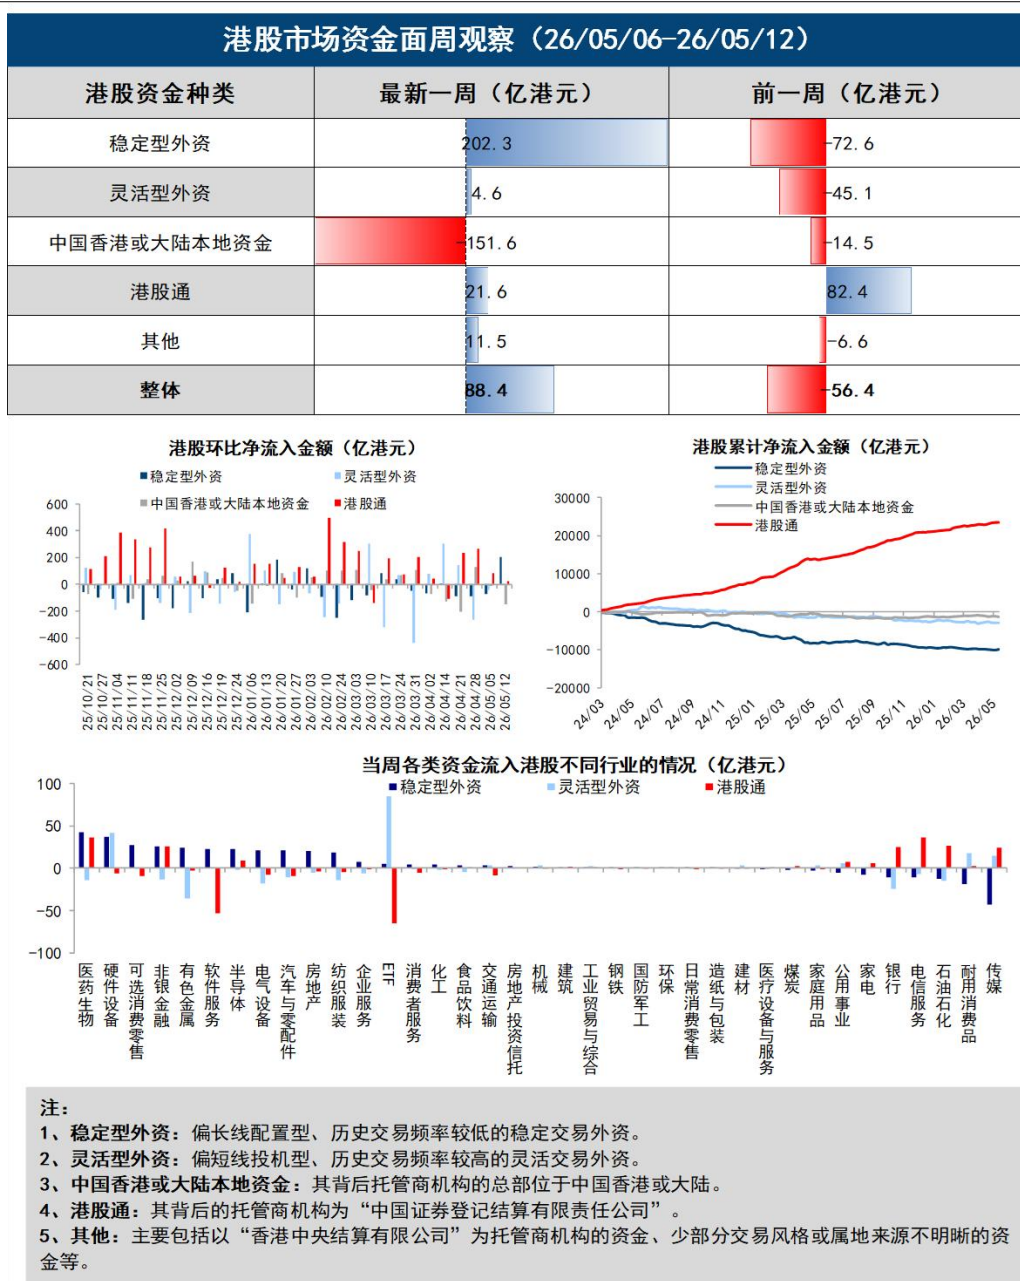 港股市场资金面周观察（26/05/06-26/05/12）
港股资金种类 最新一周（亿港元） 前一周（亿港元）
稳定型外资 202.3 -72.6
灵活型外资 4.6 -45.1
中国香港或大陆本地资金 -151.6 -14.5
港股通 21.6 82.4
其他 11.5 -6.6
整体 88.4 -56.4
港股环比净流入金额（亿港元）
稳定型外资 灵活型外资
中国香港或大陆本地资金 港股通
600
400
200
0
-200
-400
-600
25/10/21
25/10/27
25/11/04
25/11/11
25/11/18
25/11/25
25/12/02
25/12/09
25/12/16
25/12/19
25/12/24
26/01/06
26/01/13
26/01/20
26/01/27
26/02/03
26/02/10
26/02/24
26/03/03
26/03/10
26/03/17
26/03/24
26/03/31
26/04/02
26/04/14
26/04/21
26/04/28
26/05/05
26/05/12
港股累计净流入金额（亿港元）
稳定型外资
灵活型外资
中国香港或大陆本地资金
港股通
30000
20000
10000
0
-10000
-20000
24/03
24/05
24/07
24/09
24/11
25/01
25/03
25/05
25/07
25/09
25/11
26/01
26/03
26/05
当周各类资金流入港股不同行业的情况（亿港元）
稳定型外资 灵活型外资 港股通
100
50
0
-50
-100
医药生物
硬件设备
可选消费零售
非银金融
有色金属
软件服务
半导体
电气设备
汽车与零配件
房地产
纺织服装
企业服务
ETF
消费者服务
化工
食品饮料
交通运输
房地产投资信托
机械
建筑
工业贸易与综合
钢铁
国防军工
环保
日常消费零售
造纸与包装
建材
医疗设备与服务
煤炭
家庭用品
公用事业
家电
银行
电信服务
石油石化
耐用消费品
传媒
注：
1、稳定型外资：偏长线配置型、历史交易频率较低的稳定交易外资。
2、灵活型外资：偏短线投机型、历史交易频率较高的灵活交易外资。
3、中国香港或大陆本地资金：其背后托管商机构的总部位于中国香港或大陆。
4、港股通：其背后的托管商机构为“中国证券登记结算有限责任公司”。
5、其他：主要包括以“香港中央结算有限公司”为托管商机构的资金、少部分交易风格或属地来源不明晰的资
金等。